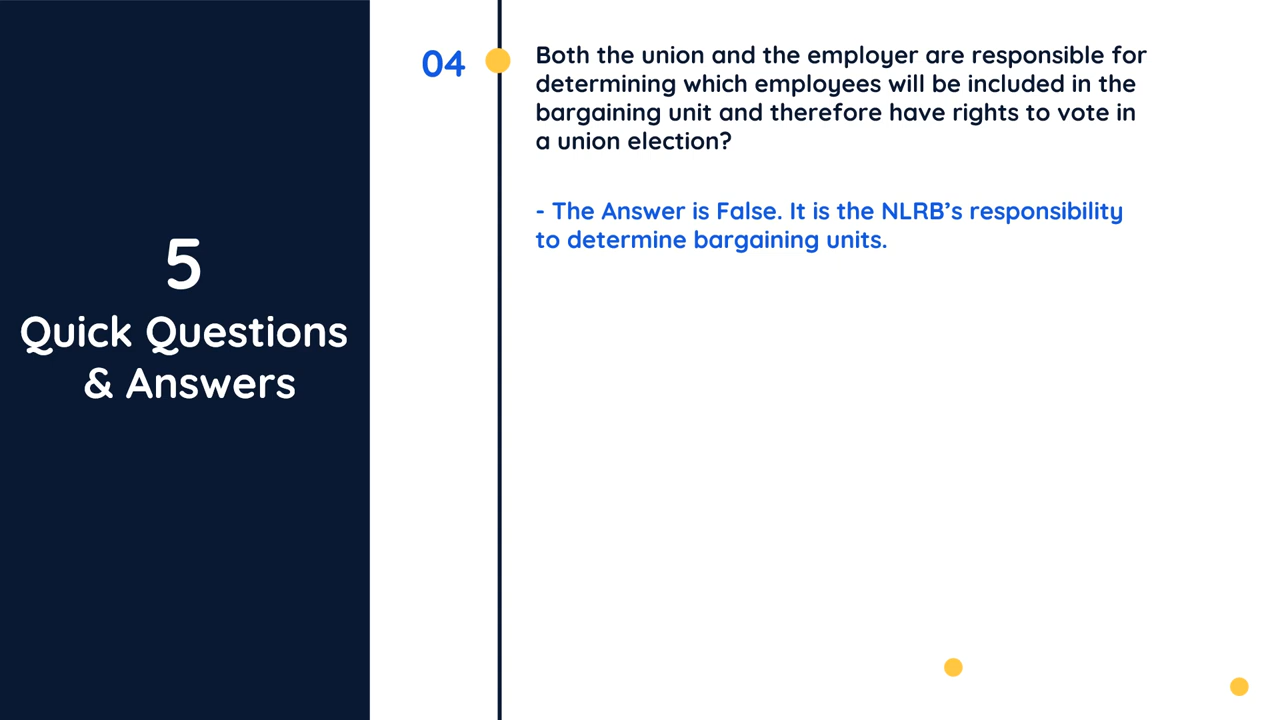 5
Quick Questions
& Answers
04
Both the union and the employer are responsible for
determining which employees will be included in the
bargaining unit and therefore have rights to vote in
a union election?
- The Answer is False. It is the NLRB’s responsibility
to determine bargaining units.